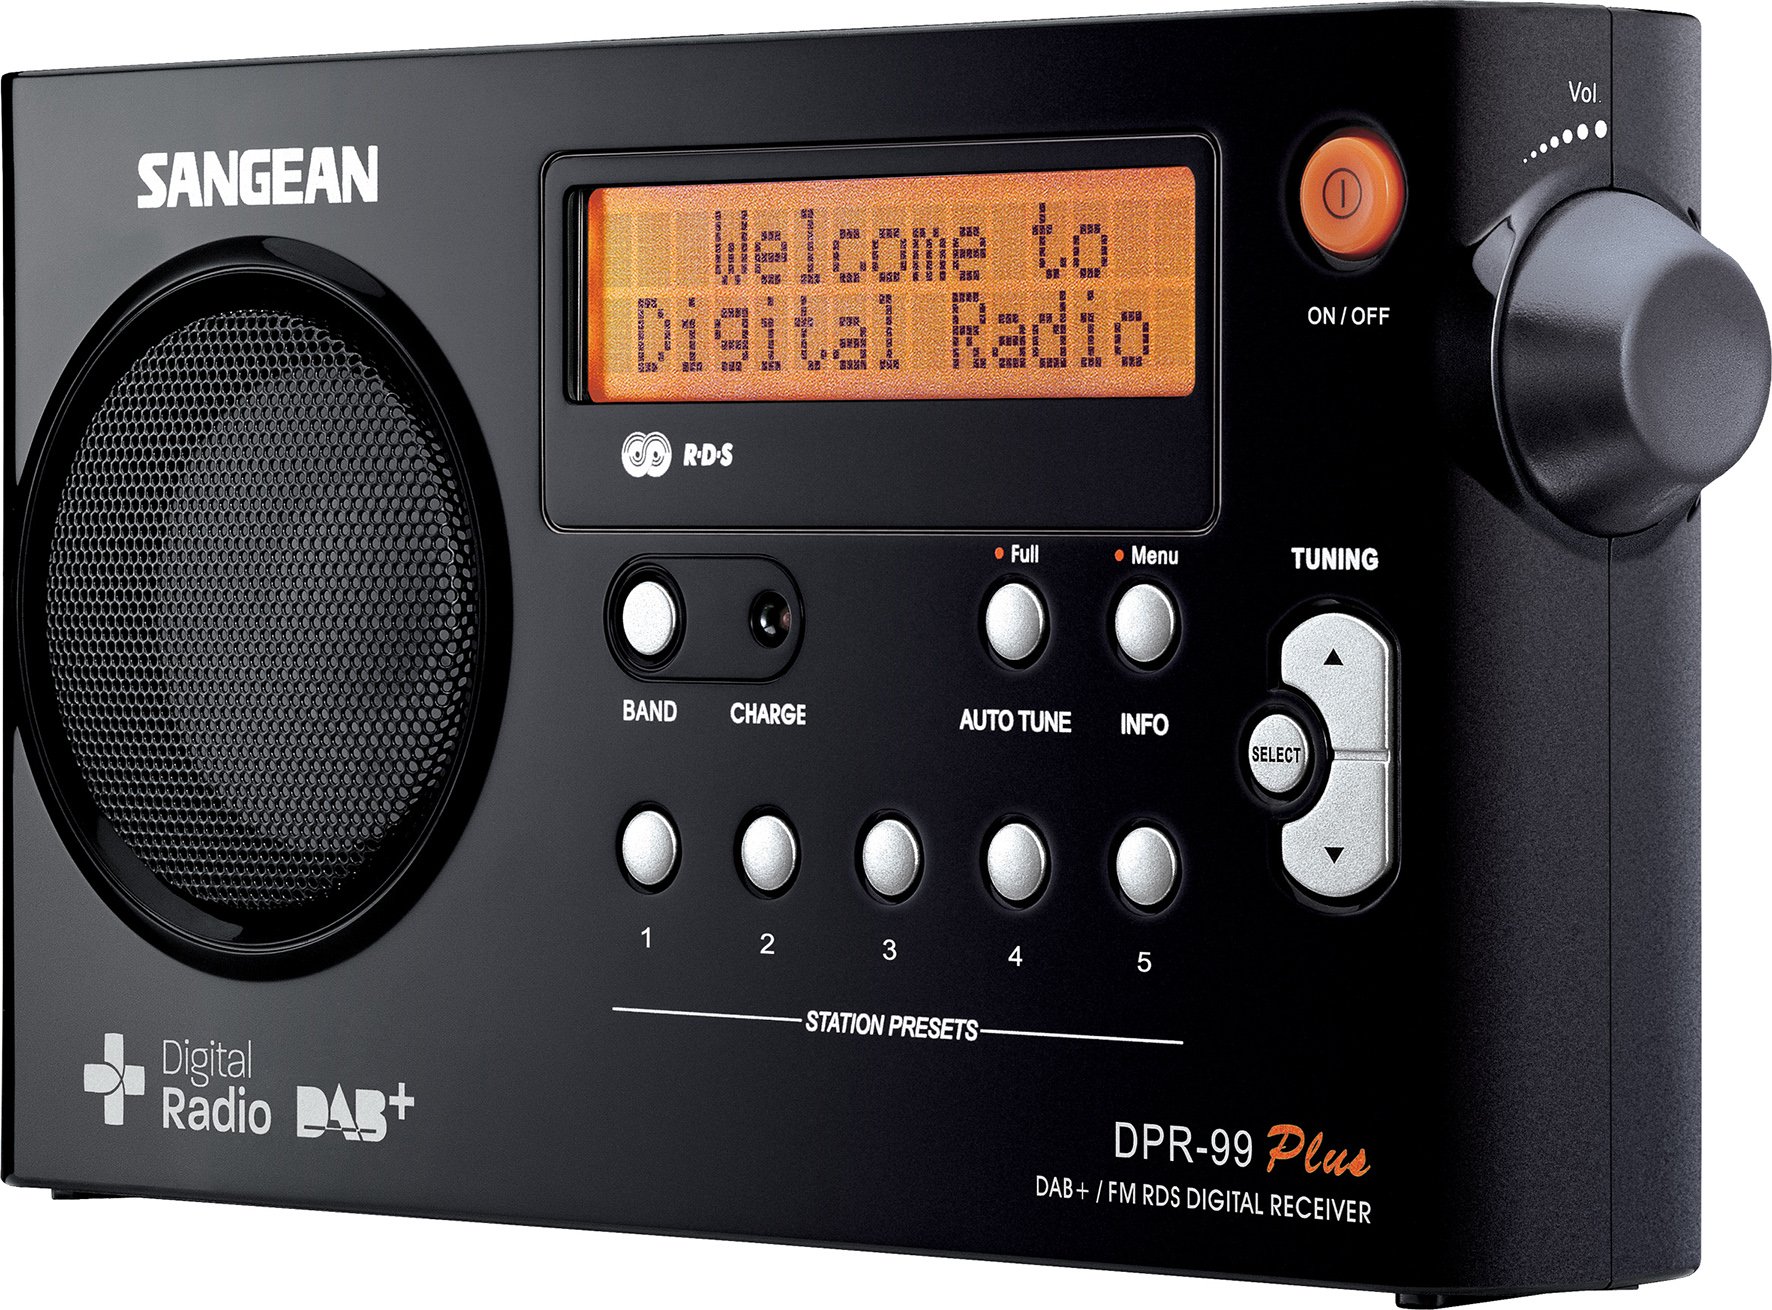 Vol.
SANGEAN
Welcome to
Digital Radio
ON / OFF
R·D·S
Full
Menu
TUNING
BAND
CHARGE
AUTO TUNE
INFO
SELECT
1
2
3
4
5
STATION PRESETS
Digital
Radio
DAB+
DPR-99 Plus
DAB+ / FM RDS DIGITAL RECEIVER